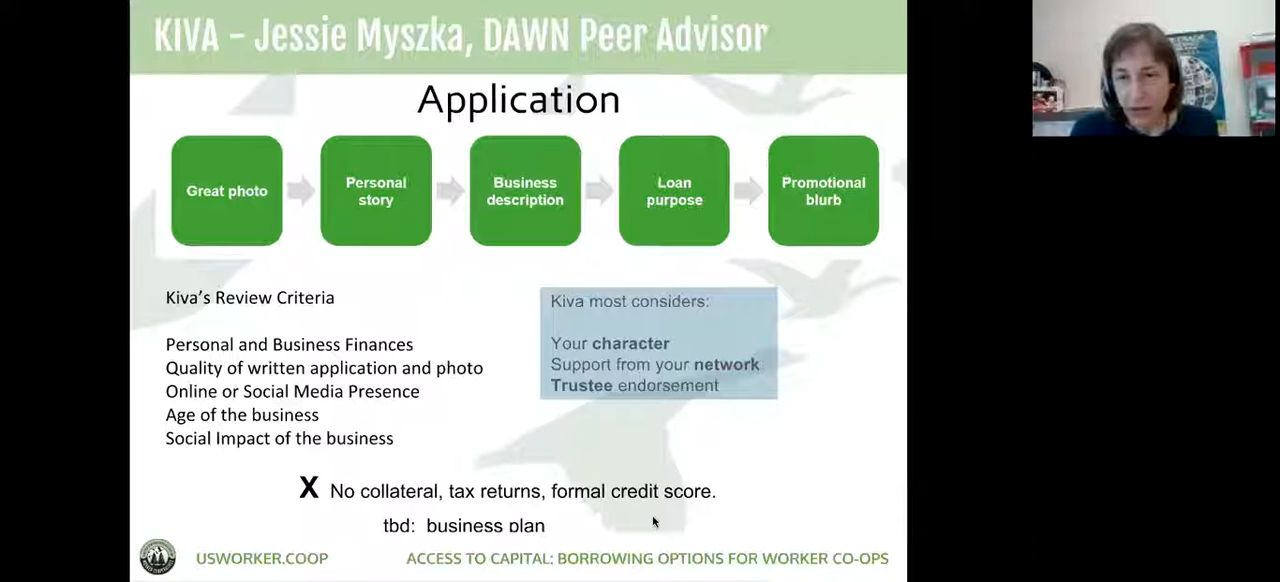 KIVA - Jessie Myszka, DAWN Peer Advisor
Application
Great photo
Personal
story
Business
description
Loan
purpose
Promotional
blurb
Kiva's Review Criteria
Personal and Business Finances
Quality of written application and photo
Online or Social Media Presence
Age of the business
Social Impact of the business
Kiva most considers:
Your character
Support from your network
Trustee endorsement
X No collateral, tax returns, formal credit score.
tbd: business plan
USWORKER.COOP
ACCESS TO CAPITAL: BORROWING OPTIONS FOR WORKER CO-OPS